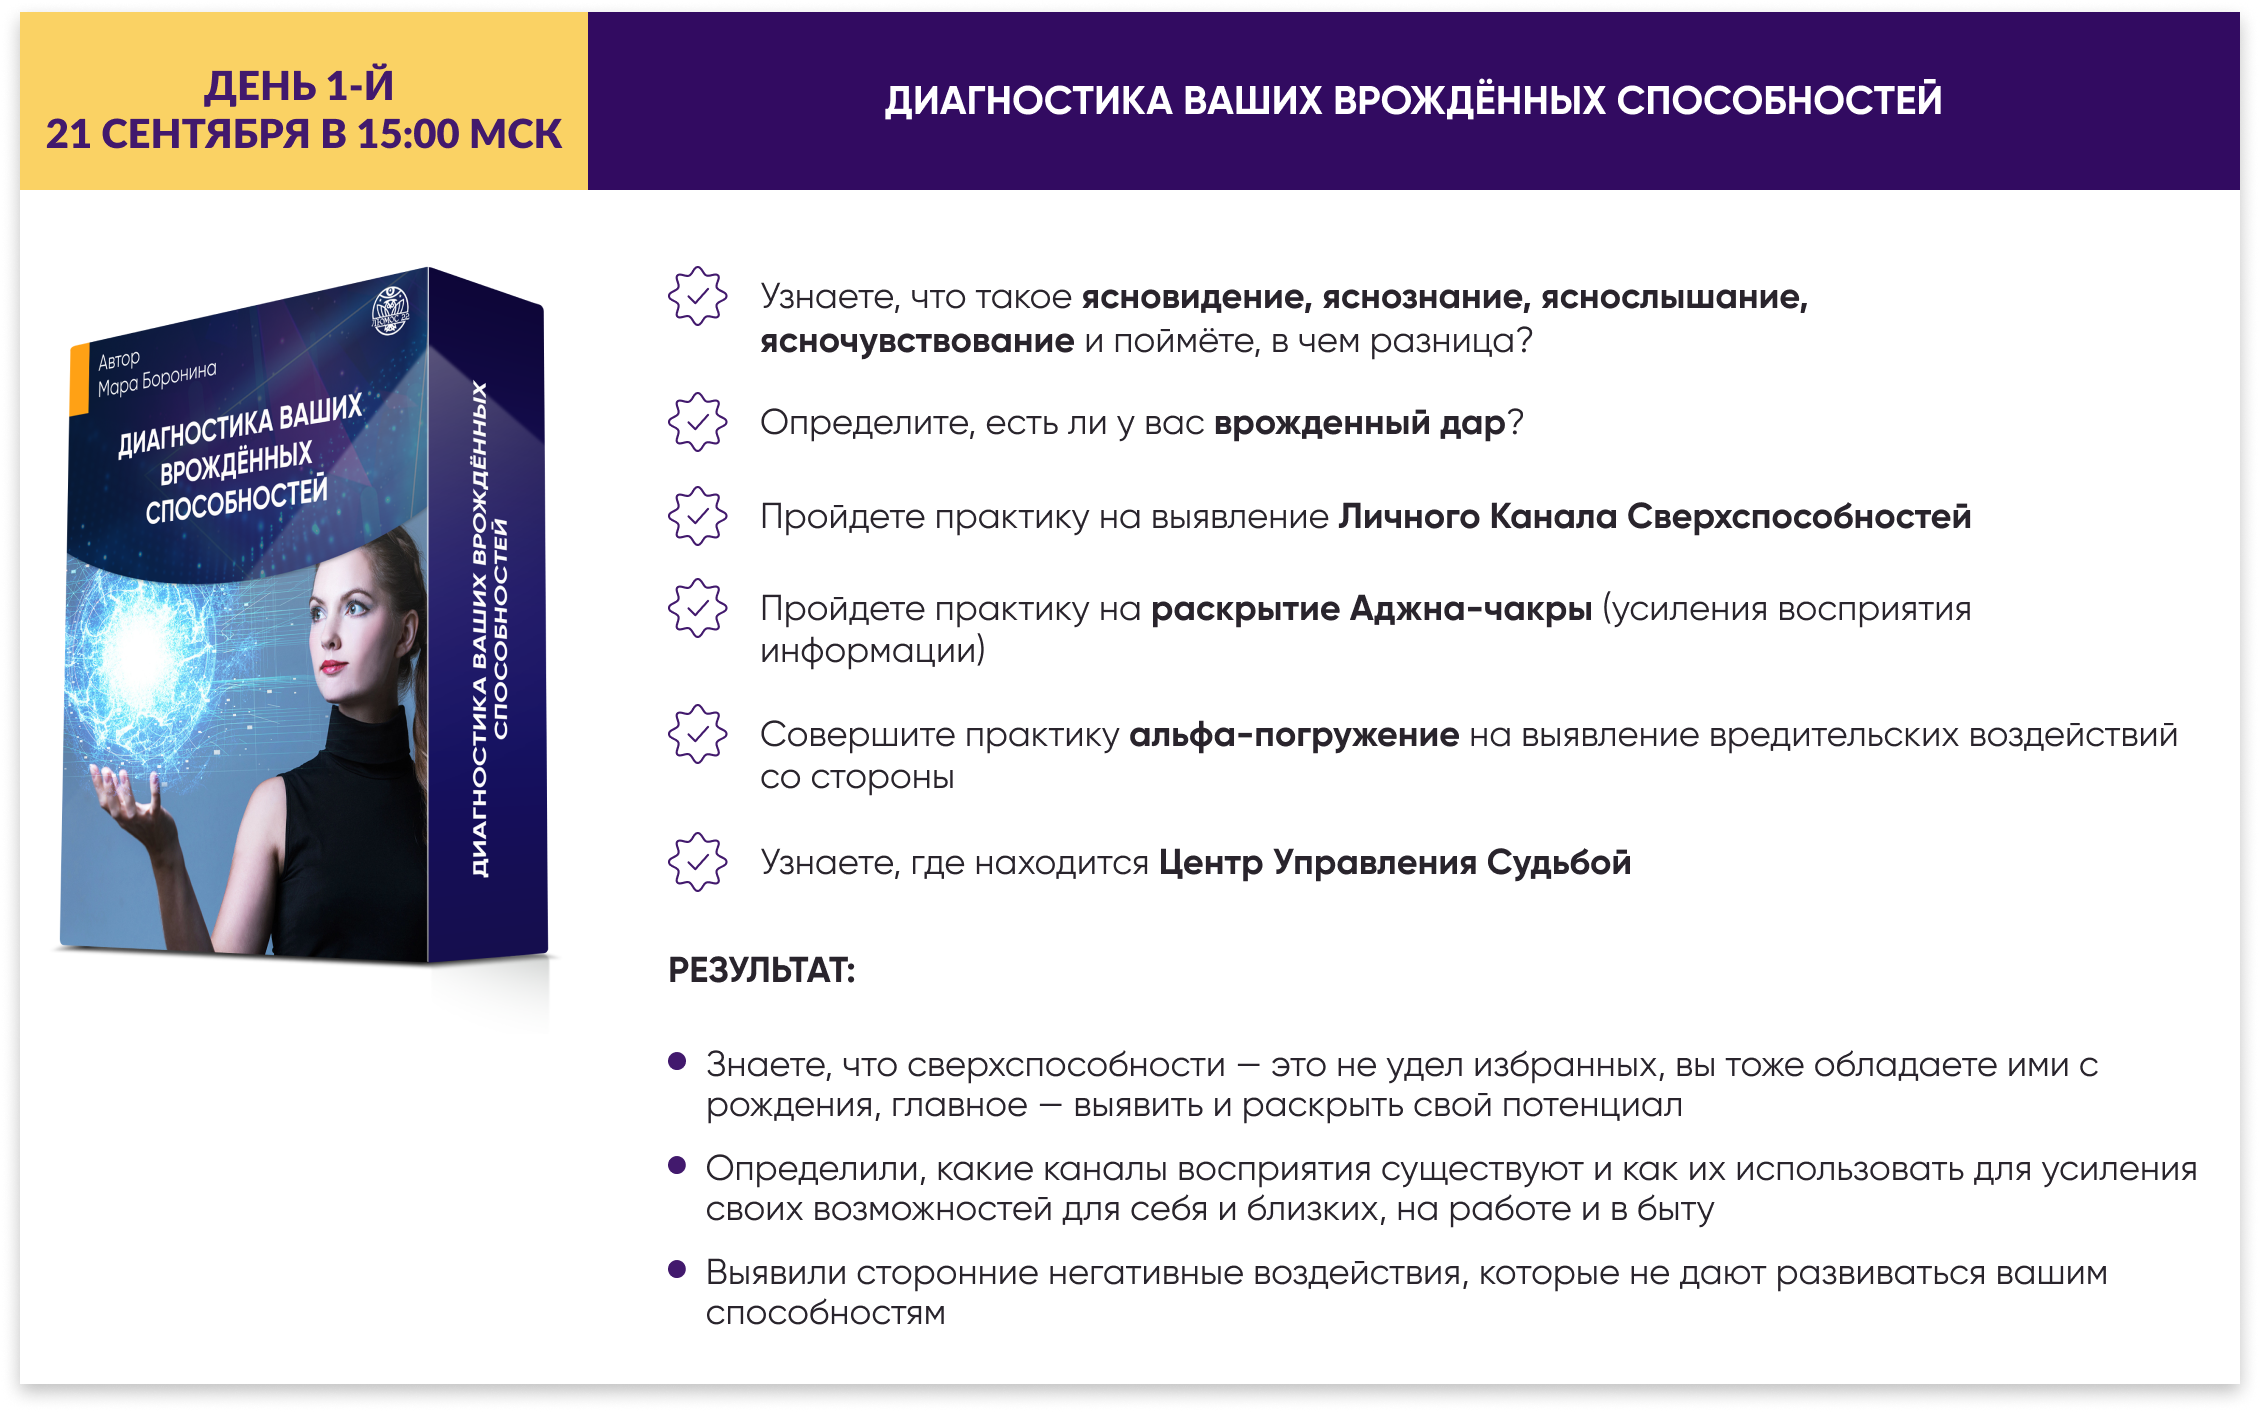 ДЕНЬ 1-Й
21 СЕНТЯБРЯ В 15:00 МСК
ДИАГНОСТИКА ВАШИХ ВРОЖДЁННЫХ СПОСОБНОСТЕЙ
Автор
Мара Боронина
ДИАГНОСТИКА ВАШИХ
ВРОЖДЁННЫХ
СПОСОБНОСТЕЙ
ДИАГНОСТИКА ВАШИХ ВРОЖДЁННЫХ
СПОСОБНОСТЕЙ
Узнаете, что такое ясновидение, яснознание, яснослышание,
ясночувствование и поймёте, в чем разница?
Определите, есть ли у вас врожденный дар?
Пройдете практику на выявление Личного Канала Сверхспособностей
Пройдете практику на раскрытие Аджна-чакры (усиления восприятия
информации)
Совершите практику альфа-погружение на выявление вредительских воздействий
со стороны
Узнаете, где находится Центр Управления Судьбой
РЕЗУЛЬТАТ:
Знаете, что сверхспособности — это не удел избранных, вы тоже обладаете ими с
рождения, главное — выявить и раскрыть свой потенциал
Определили, какие каналы восприятия существуют и как их использовать для усиления
своих возможностей для себя и близких, на работе и в быту
Выявили сторонние негативные воздействия, которые не дают развиваться вашим
способностям